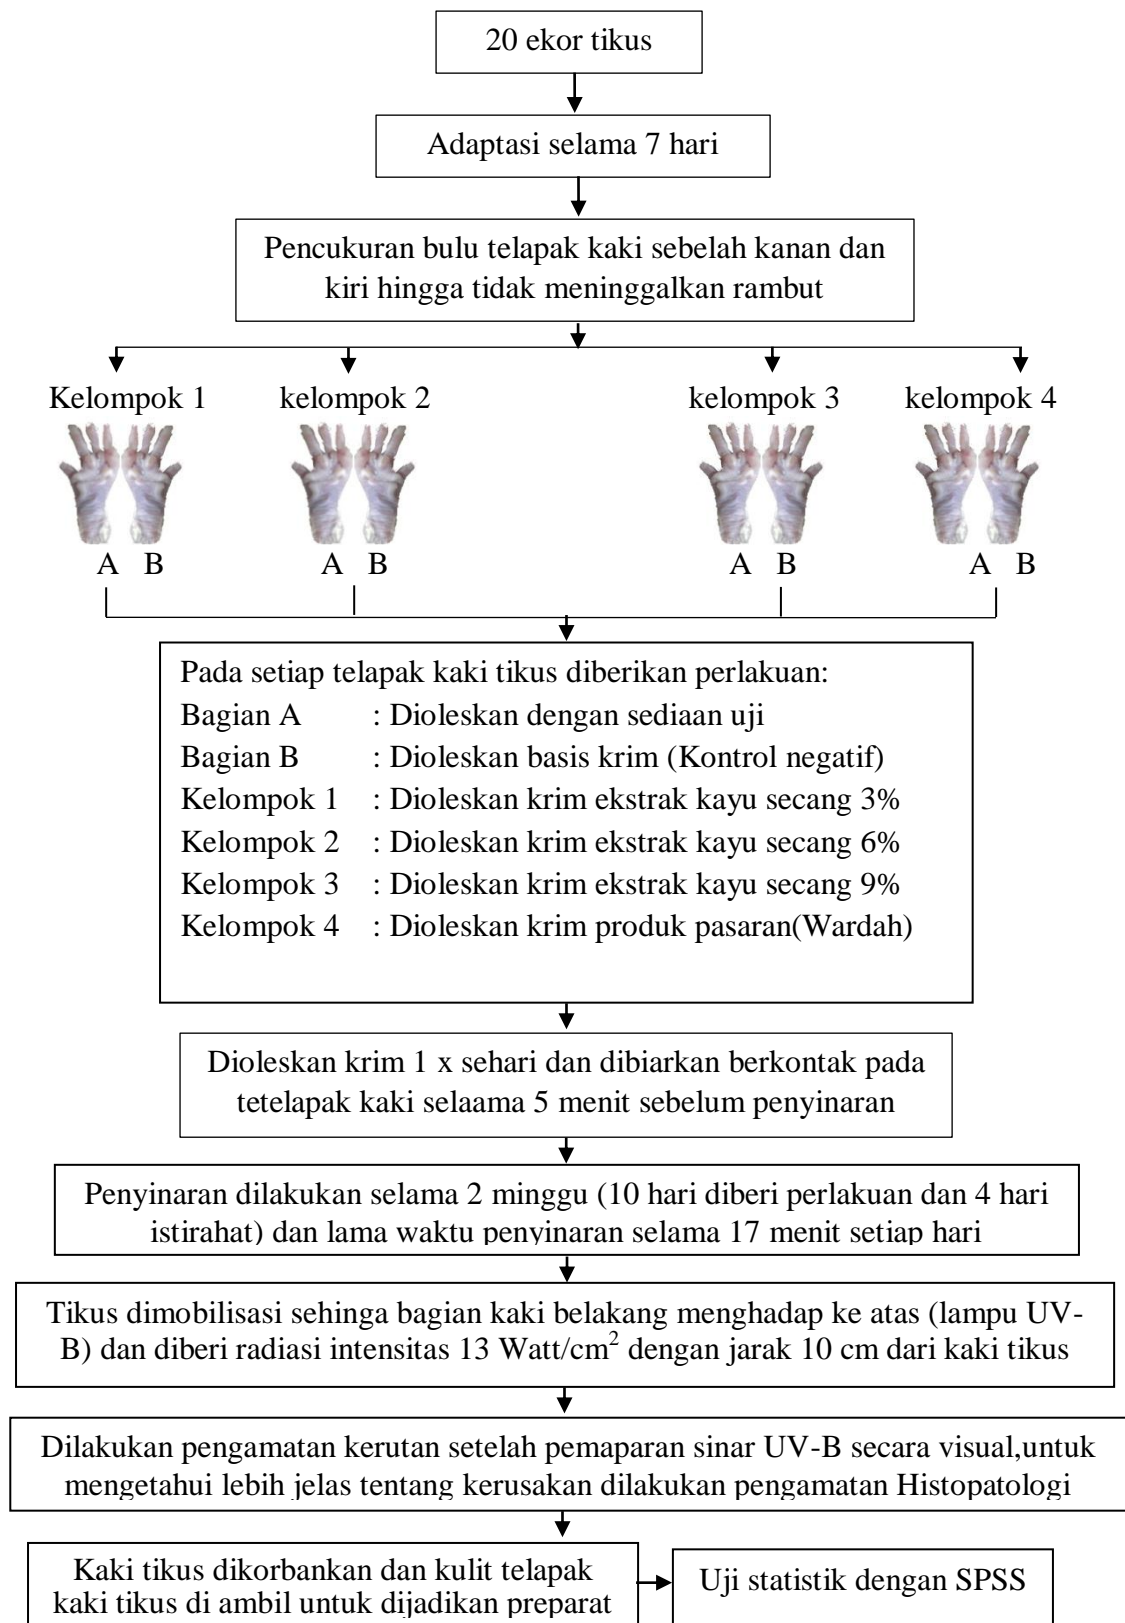 20 ekor tikus
Adaptasi selama 7 hari
Pencukuran bulu telapak kaki sebelah kanan dan
kiri hingga tidak meninggalkan rambut
Kelompok 1 kelompok 2 kelompok 3 kelompok 4
A B A B A B A B
Pada setiap telapak kaki tikus diberikan perlakuan:
Bagian A : Dioleskan dengan sediaan uji
Bagian B : Dioleskan basis krim (Kontrol negatif)
Kelompok 1 : Dioleskan krim ekstrak kayu secang 3%
Kelompok 2 : Dioleskan krim ekstrak kayu secang 6%
Kelompok 3 : Dioleskan krim ekstrak kayu secang 9%
Kelompok 4 : Dioleskan krim produk pasaran(Wardah)
Dioleskan krim 1 x sehari dan dibiarkan berkontak pada
tetelapak kaki selaama 5 menit sebelum penyinaran
Penyinaran dilakukan selama 2 minggu (10 hari diberi perlakuan dan 4 hari
istirahat) dan lama waktu penyinaran selama 17 menit setiap hari
Tikus dimobilisasi sehinga bagian kaki belakang menghadap ke atas (lampu UV-
B) dan diberi radiasi intensitas 13 Watt/cm² dengan jarak 10 cm dari kaki tikus
Dilakukan pengamatan kerutan setelah pemaparan sinar UV-B secara visual,untuk
mengetahui lebih jelas tentang kerusakan dilakukan pengamatan Histopatologi
Kaki tikus dikorbankan dan kulit telapak
kaki tikus di ambil untuk dijadikan preparat
Uji statistik dengan SPSS